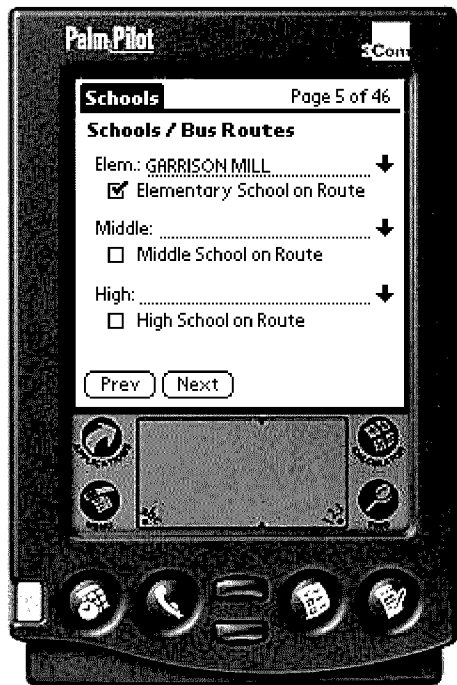 Palm Pilot
3Com
Schools Page 5 of 46
Schools / Bus Routes
Elem.: GARRISON MILL
Elementary School on Route
Middle:
Middle School on Route
High:
High School on Route
Prev Next